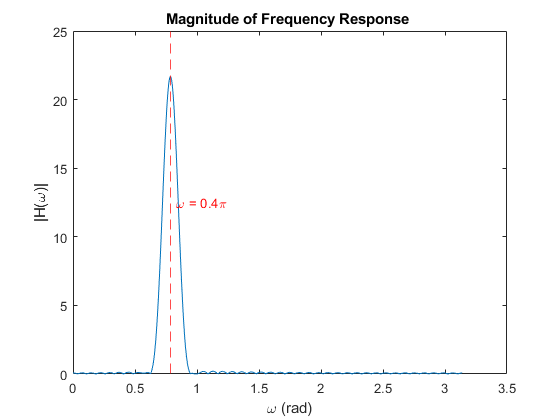 Magnitude of Frequency Response
25
20
15
10
5
0
|H(ω)|
ω = 0.4π
0 0.5 1 1.5 2 2.5 3 3.5
ω (rad)